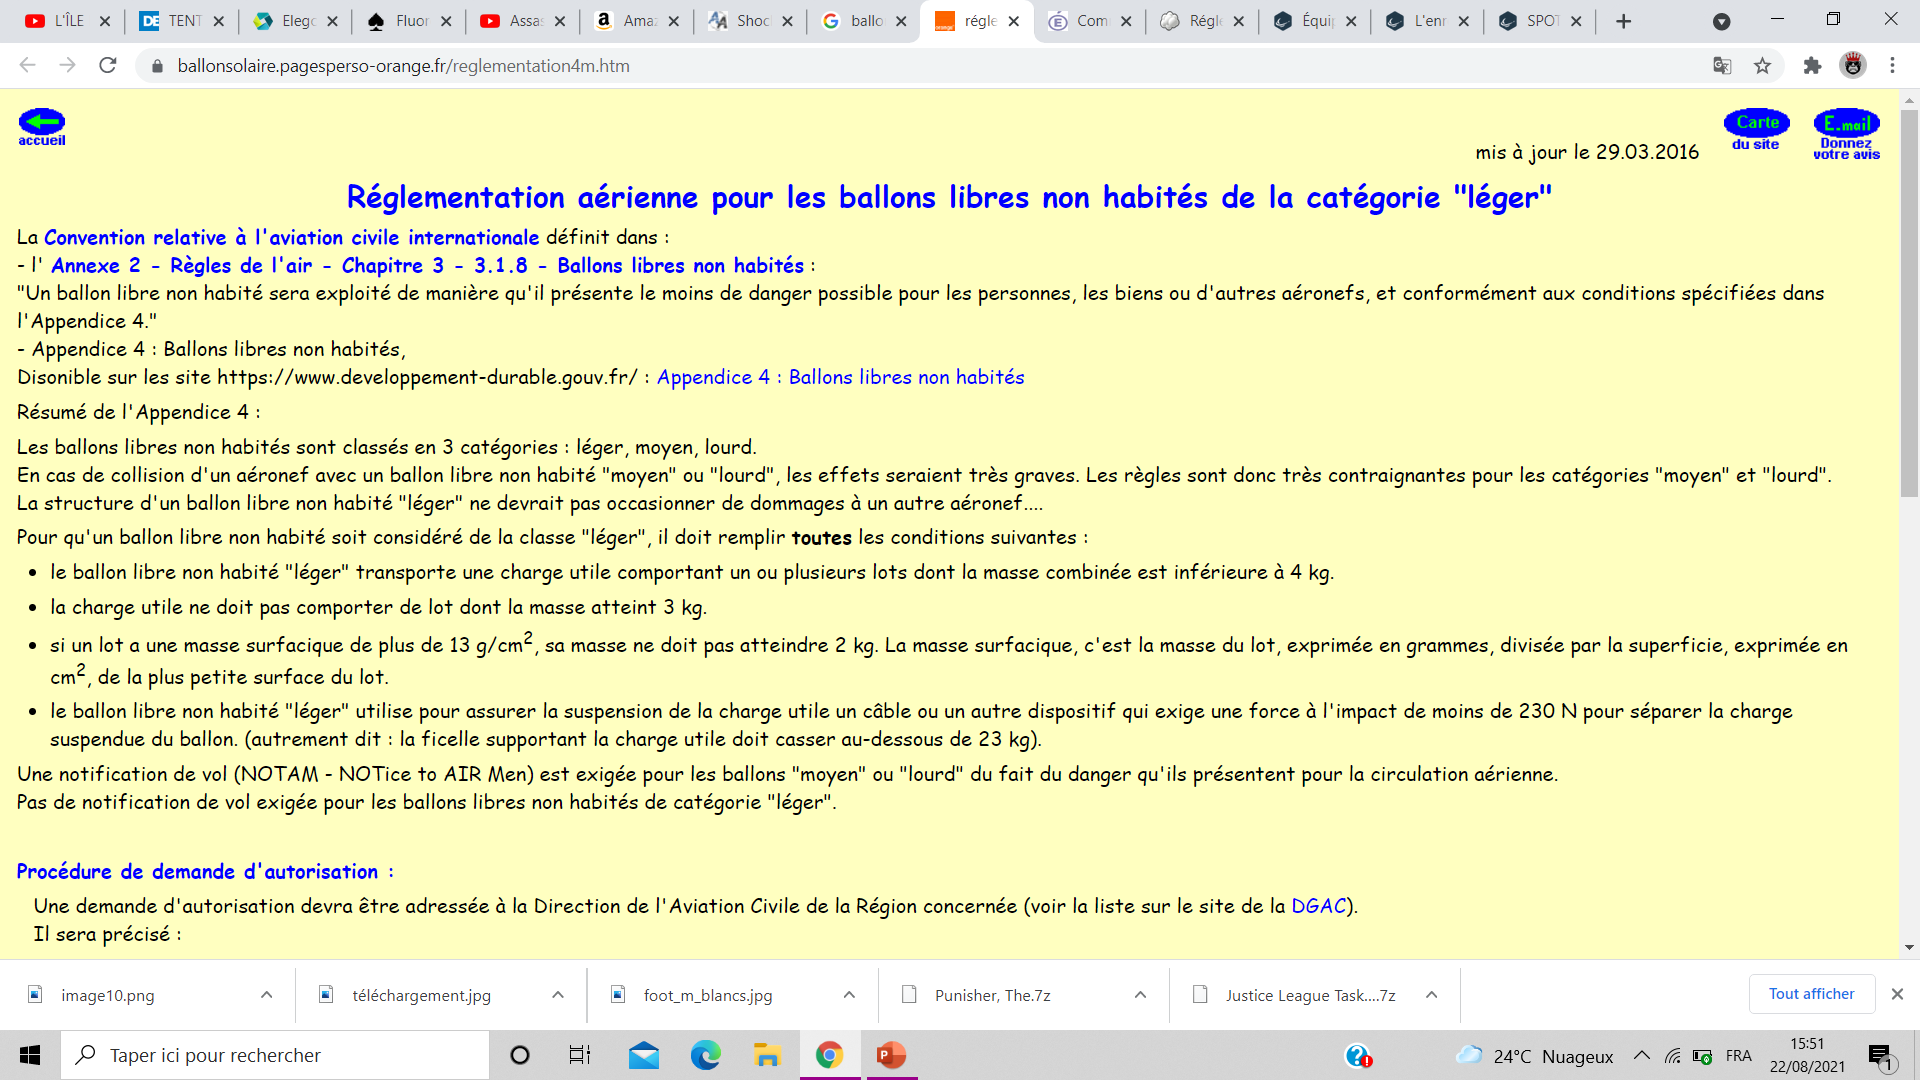 L'ÎLE
TENT
Elego
Fluor
Assas
Amaz
Shoc
ballo
régle
Com
Régle
Équip
L'enn
SPOT
ballonsolaire.pagesperso-orange.fr/reglementation4m.htm
accueil
Carte
du site
E.mail
Donnez
votre avis
mis à jour le 29.03.2016
Réglementation aérienne pour les ballons libres non habités de la catégorie "léger"
La Convention relative à l'aviation civile internationale définit dans :
- l' Annexe 2 - Règles de l'air - Chapitre 3 - 3.1.8 - Ballons libres non habités :
"Un ballon libre non habité sera exploité de manière qu'il présente le moins de danger possible pour les personnes, les biens ou d'autres aéronefs, et conformément aux conditions spécifiées dans
l'Appendice 4."
- Appendice 4 : Ballons libres non habités,
Disonible sur les site https://www.developpement-durable.gouv.fr/ : Appendice 4 : Ballons libres non habités
Résumé de l'Appendice 4 :
Les ballons libres non habités sont classés en 3 catégories : léger, moyen, lourd.
En cas de collision d'un aéronef avec un ballon libre non habité "moyen" ou "lourd", les effets seraient très graves. Les règles sont donc très contraignantes pour les catégories "moyen" et "lourd".
La structure d'un ballon libre non habité "léger" ne devrait pas occasionner de dommages à un autre aéronef....
Pour qu'un ballon libre non habité soit considéré de la classe "léger", il doit remplir toutes les conditions suivantes :
• le ballon libre non habité "léger" transporte une charge utile comportant un ou plusieurs lots dont la masse combinée est inférieure à 4 kg.
• la charge utile ne doit pas comporter de lot dont la masse atteint 3 kg.
• si un lot a une masse surfacique de plus de 13 g/cm2, sa masse ne doit pas atteindre 2 kg. La masse surfacique, c'est la masse du lot, exprimée en grammes, divisée par la superficie, exprimée en
cm2, de la plus petite surface du lot.
• le ballon libre non habité "léger" utilise pour assurer la suspension de la charge utile un câble ou un autre dispositif qui exige une force à l'impact de moins de 230 N pour séparer la charge
suspendue du ballon. (autrement dit : la ficelle supportant la charge utile doit casser au-dessous de 23 kg).
Une notification de vol (NOTAM - NOTice to AIR Men) est exigée pour les ballons "moyen" ou "lourd" du fait du danger qu'ils présentent pour la circulation aérienne.
Pas de notification de vol exigée pour les ballons libres non habités de catégorie "léger".
Procédure de demande d'autorisation :
Une demande d'autorisation devra être adressée à la Direction de l'Aviation Civile de la Région concernée (voir la liste sur le site de la DGAC).
Il sera précisé :
image10.png
téléchargement.jpg
foot_m_blancs.jpg
Punisher, The.7z
Justice League Task....7z
Tout afficher
Taper ici pour rechercher
24°C Nuageux
FRA
15:51
22/08/2021
1